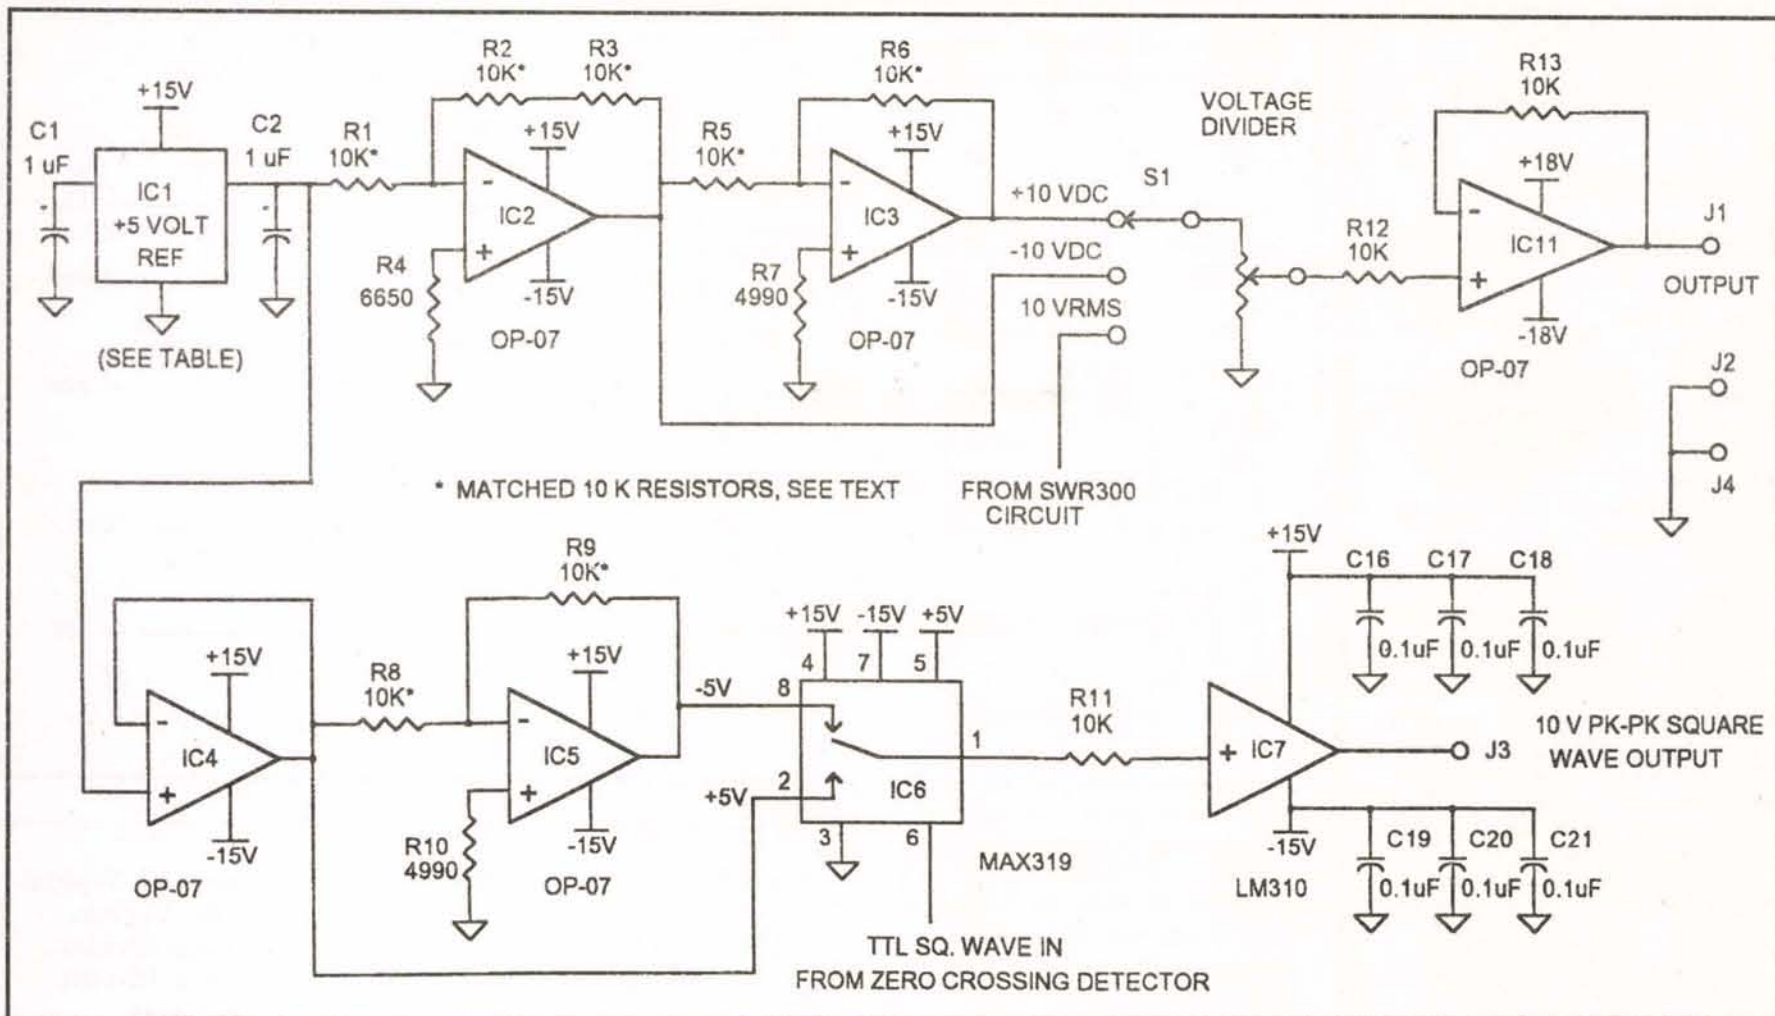 +15V
C1
1 uF
IC1
+5 VOLT
REF
(SEE TABLE)
C2
1 uF
R1
10K*
R2
10K*
R3
10K*
+15V
-
IC2
+
-15V
OP-07
R4
6650
R5
10K*
R6
10K*
+15V
-
IC3
+
-15V
OP-07
R7
4990
+10 VDC
-10 VDC
10 VRMS
S1
VOLTAGE
DIVIDER
R12
10K
R13
10K
+18V
-
IC11
+
-18V
OP-07
J1
OUTPUT
J2
J4
* MATCHED 10 K RESISTORS, SEE TEXT
FROM SWR300
CIRCUIT
+15V
-
IC4
+
-15V
OP-07
R8
10K*
R9
10K*
+15V
-
IC5
+
-15V
OP-07
R10
4990
-5V
+5V
+15V
-15V
+5V
4
7
5
8
2
1
3
6
IC6
MAX319
TTL SQ. WAVE IN
FROM ZERO CROSSING DETECTOR
R11
10K
+15V
+
IC7
-15V
LM310
C16
C17
C18
0.1uF
0.1uF
0.1uF
J3
10 V PK-PK SQUARE
WAVE OUTPUT
C19
C20
C21
0.1uF
0.1uF
0.1uF